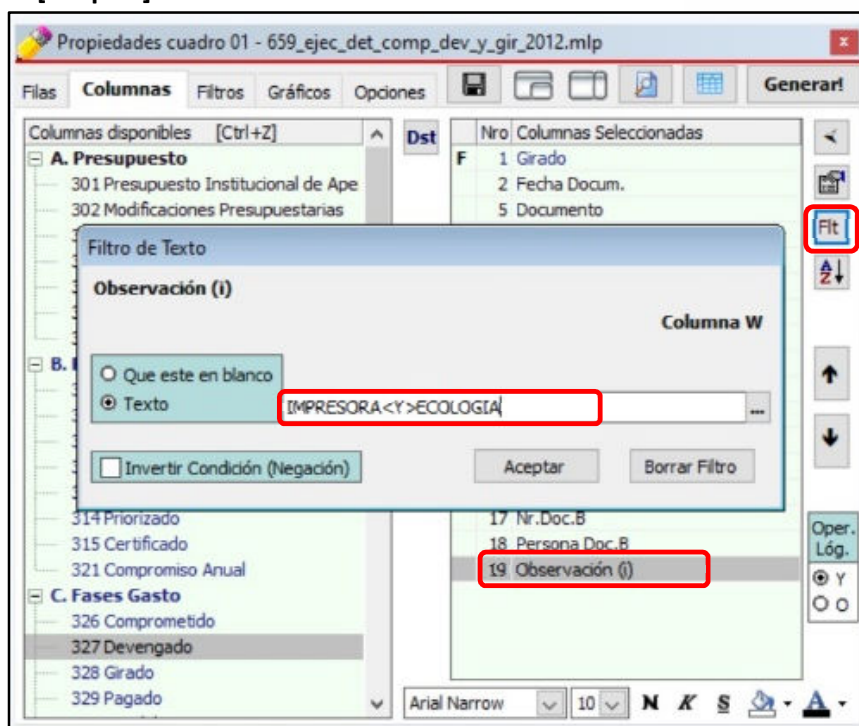 Propiedades cuadro 01 - 659_ejec_det_comp_dev_y_gir_2012.mlp
x
Filas Columnas Filtros Gráficos Opciones Generar!
Columnas disponibles [Ctrl+Z]
A. Presupuesto
301 Presupuesto Institucional de Ape
302 Modificaciones Presupuestarias
Dst
Nro Columnas Seleccionadas
F 1 Girado
2 Fecha Docum.
5 Documento
Flt
Filtro de Texto
Observación (i)
Columna W
Que este en blanco
Texto
IMPRESORA<Y>ECOLOGIA
...
Invertir Condición (Negación)
Aceptar
Borrar Filtro
B.
314 Priorizado
315 Certificado
321 Compromiso Anual
C. Fases Gasto
326 Comprometido
327 Devengado
328 Girado
329 Pagado
17 Nr.Doc.B
18 Persona Doc.B
19 Observación (i)
Oper.
Lóg.
Y
O
Arial Narrow 10 N K S A